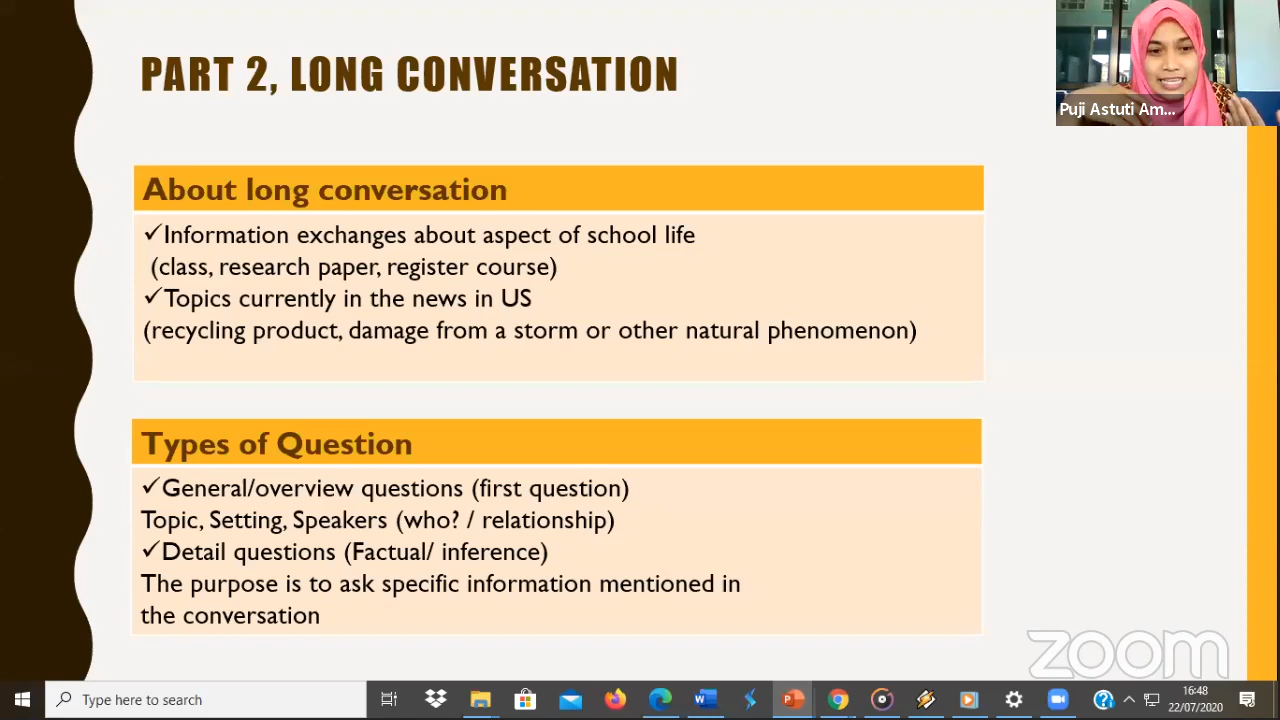 PART 2, LONG CONVERSATION
Puji Astuti Am...
About long conversation
✓Information exchanges about aspect of school life
(class, research paper, register course)
✓Topics currently in the news in US
(recycling product, damage from a storm or other natural phenomenon)
Types of Question
✓General/overview questions (first question)
Topic, Setting, Speakers (who? / relationship)
✓Detail questions (Factual/ inference)
The purpose is to ask specific information mentioned in
the conversation
zoom
Type here to search
16:48
22/07/2020